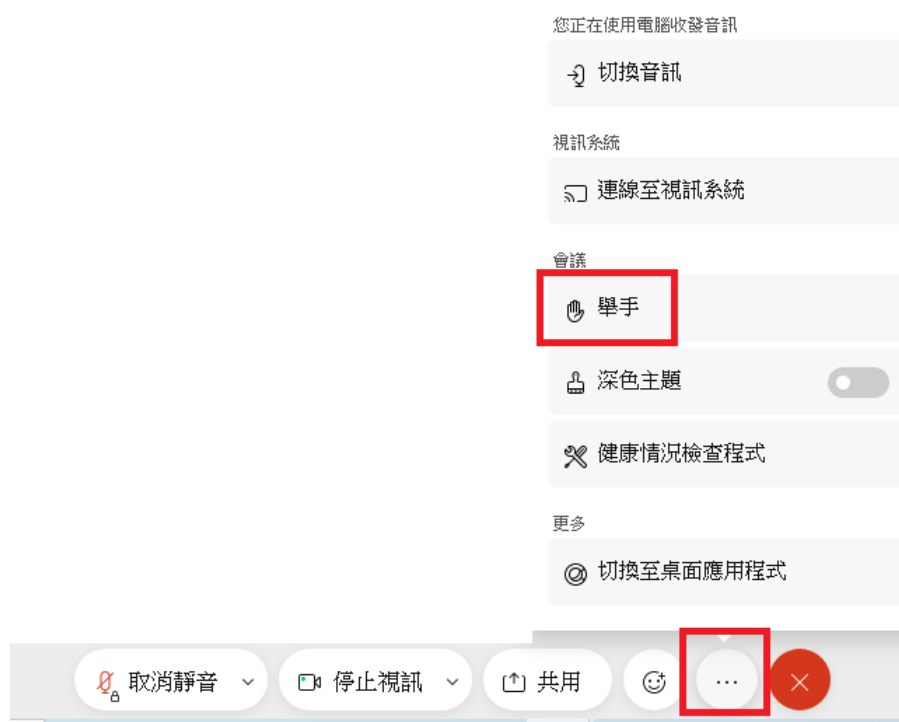 您正在使用電腦收發音訊
切換音訊
視訊系統
連線至視訊系統
會議
舉手
深色主題
健康情況檢查程式
更多
切換至桌面應用程式
取消靜音
停止視訊
共用